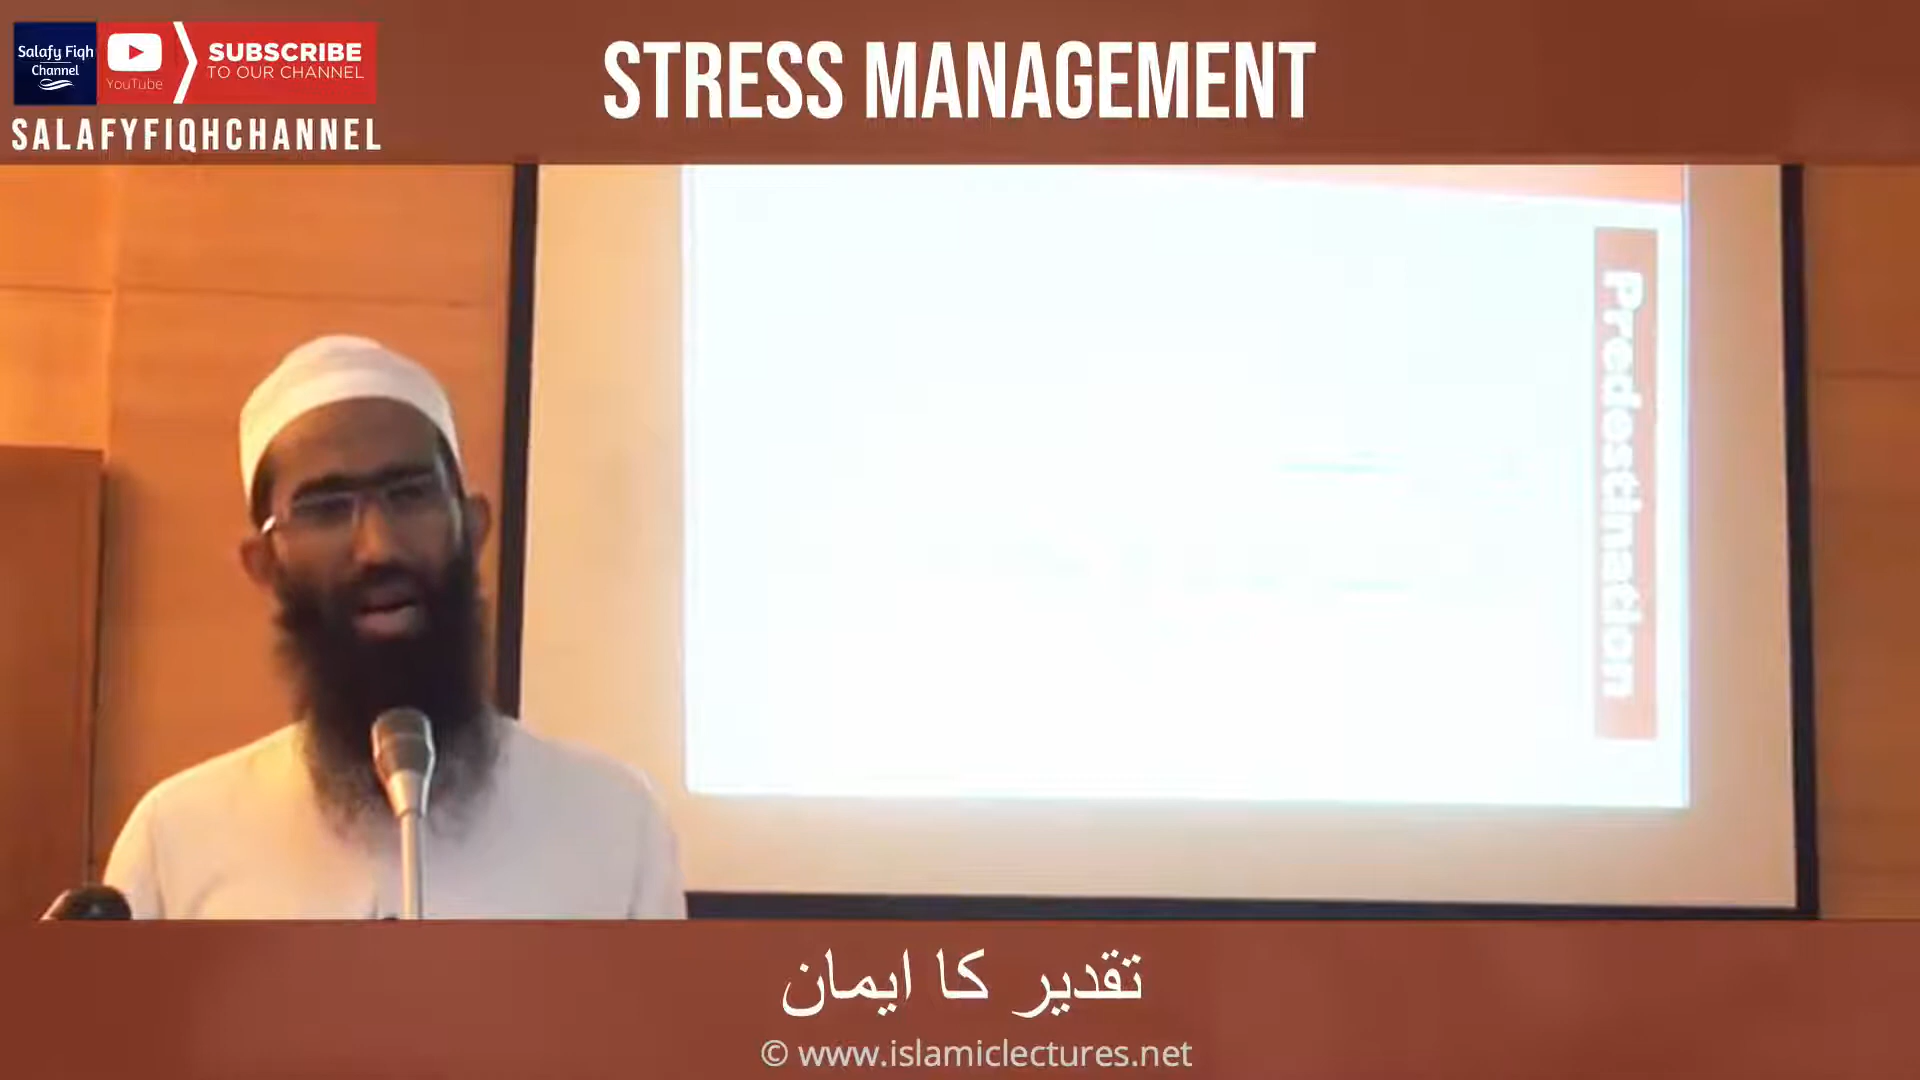 Salafy Fiqh
Channel
YouTube
SUBSCRIBE
TO OUR CHANNEL
SALAFYFIQHCHANNEL
STRESS MANAGEMENT
Predestination
تقدیر کا ایمان
© www.islamiclectures.net